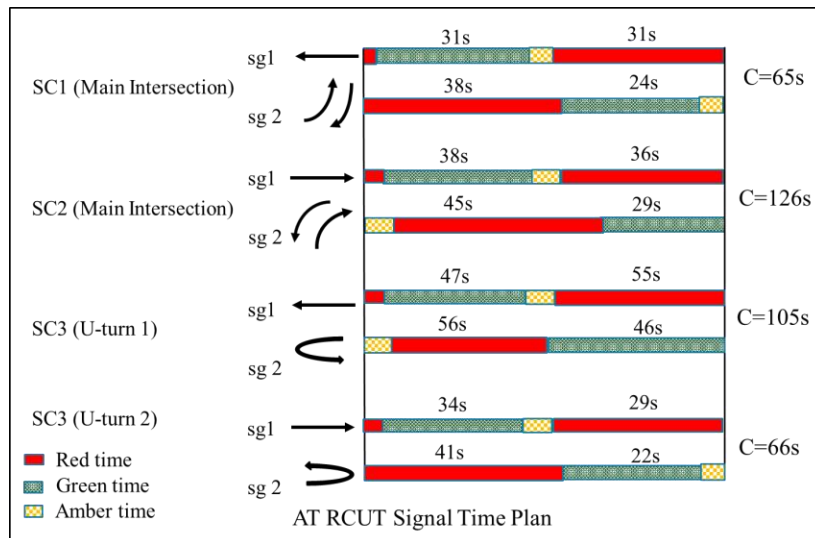 31s 31s
sg1
SC1 (Main Intersection) C=65s
38s 24s
sg 2
38s 36s
sg1
SC2 (Main Intersection) C=126s
45s 29s
sg 2
47s 55s
sg1 C=105s
SC3 (U-turn 1)
56s 46s
sg 2
SC3 (U-turn 2)
34s 29s
sg1
C=66s
Red time
41s 22s
sg 2
Green time
Amber time
AT RCUT Signal Time Plan